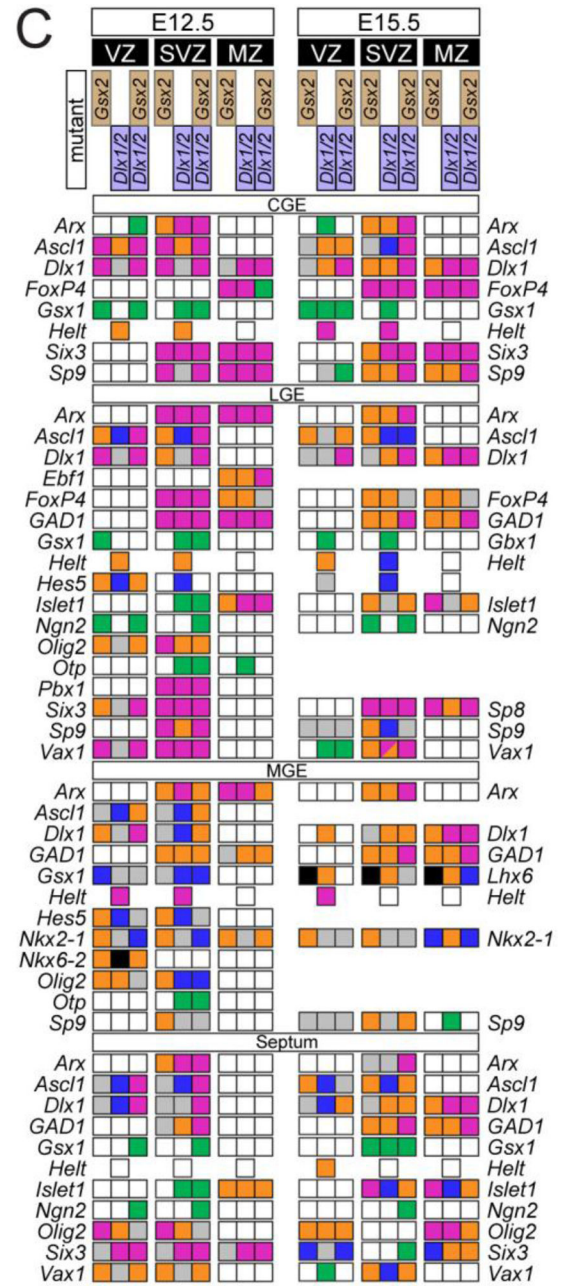 C
E12.5 E15.5
VZ SVZ MZ VZ SVZ MZ
mutant
Gsx2 Gsx2 Gsx2 Gsx2 Gsx2 Gsx2 Gsx2 Gsx2 Gsx2 Gsx2 Gsx2 Gsx2
Dlx1/2 Dlx1/2 Dlx1/2 Dlx1/2 Dlx1/2 Dlx1/2 Dlx1/2 Dlx1/2 Dlx1/2 Dlx1/2 Dlx1/2 Dlx1/2
CGE
Arx Arx
Ascl1 Ascl1
Dlx1 Dlx1
FoxP4 FoxP4
Gsx1 Gsx1
Helt Helt
Six3 Six3
Sp9 Sp9
LGE
Arx Arx
Ascl1 Ascl1
Dlx1 Dlx1
Ebf1
FoxP4 FoxP4
GAD1 GAD1
Gsx1 Gbx1
Helt Helt
Hes5
Islet1 Islet1
Ngn2 Ngn2
Olig2
Otp
Pbx1
Six3 Sp8
Sp9 Sp9
Vax1 Vax1
MGE
Arx Arx
Ascl1
Dlx1 Dlx1
GAD1 GAD1
Gsx1 Lhx6
Helt Helt
Hes5
Nkx2-1 Nkx2-1
Nkx6-2
Olig2
Otp
Sp9 Sp9
Septum
Arx Arx
Ascl1 Ascl1
Dlx1 Dlx1
GAD1 GAD1
Gsx1 Gsx1
Helt Helt
Islet1 Islet1
Ngn2 Ngn2
Olig2 Olig2
Six3 Six3
Vax1 Vax1